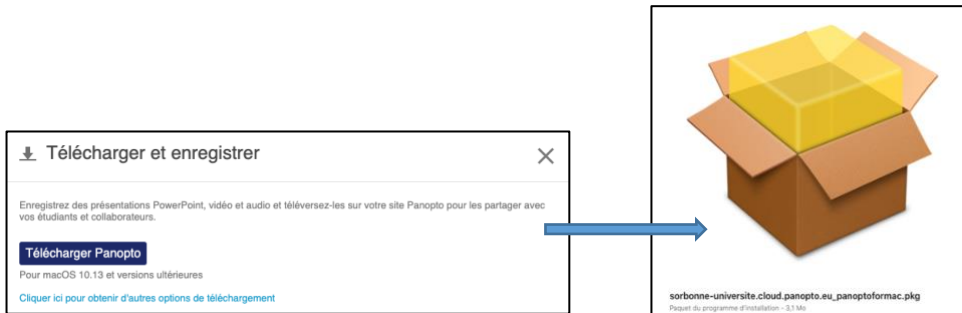 Télécharger et enregistrer
Enregistrez des présentations PowerPoint, vidéo et audio et téléversez-les sur votre site Panopto pour les partager avec
vos étudiants et collaborateurs.
Télécharger Panopto
Pour macOS 10.13 et versions ultérieures
Cliquer ici pour obtenir d'autres options de téléchargement
sorbonne-universite.cloud.panopto.eu_panoptoformac.pkg
Paquet du programme d'installation - 3,1 Mo